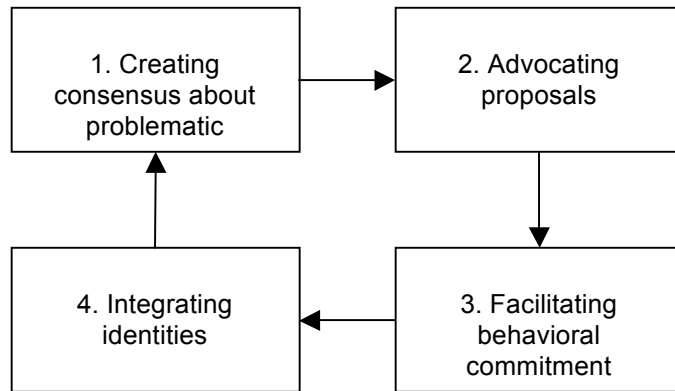 1. Creating
consensus about
problematic
2. Advocating
proposals
4. Integrating
identities
3. Facilitating
behavioral
commitment